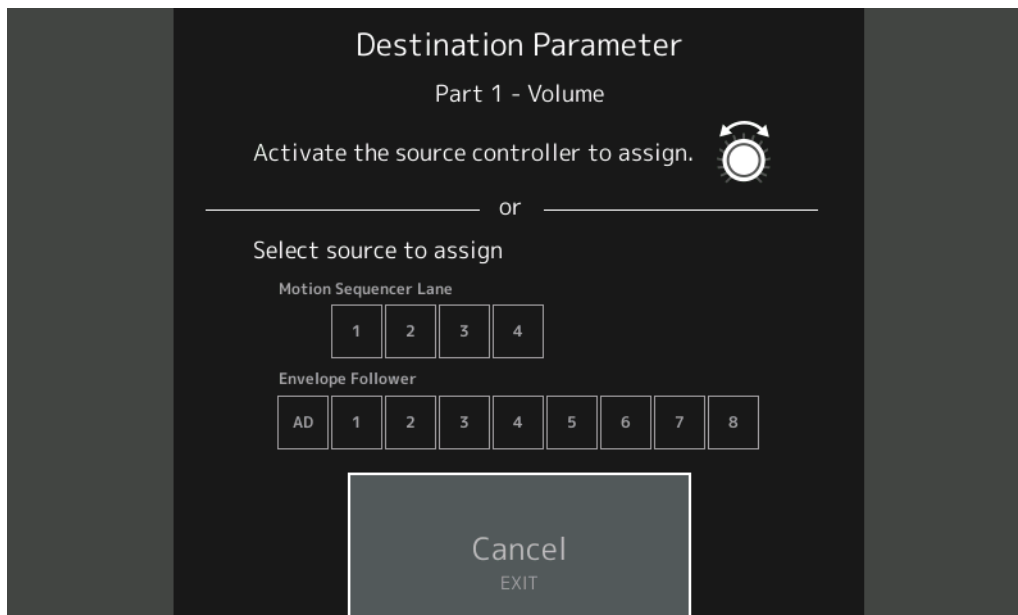 Destination Parameter
Part 1 - Volume
Activate the source controller to assign.
or
Select source to assign
Motion Sequencer Lane
1 2 3 4
Envelope Follower
AD 1 2 3 4 5 6 7 8
Cancel
EXIT